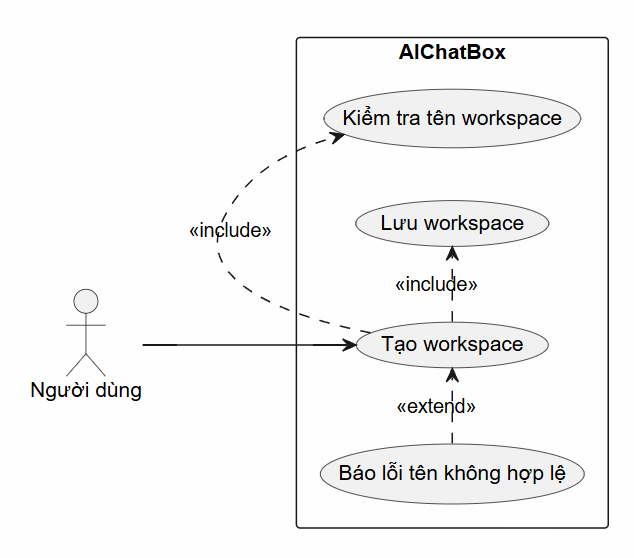 AIChatBox
Kiểm tra tên workspace
«include»
Lưu workspace
«include»
Tạo workspace
Người dùng
«extend»
Báo lỗi tên không hợp lệ